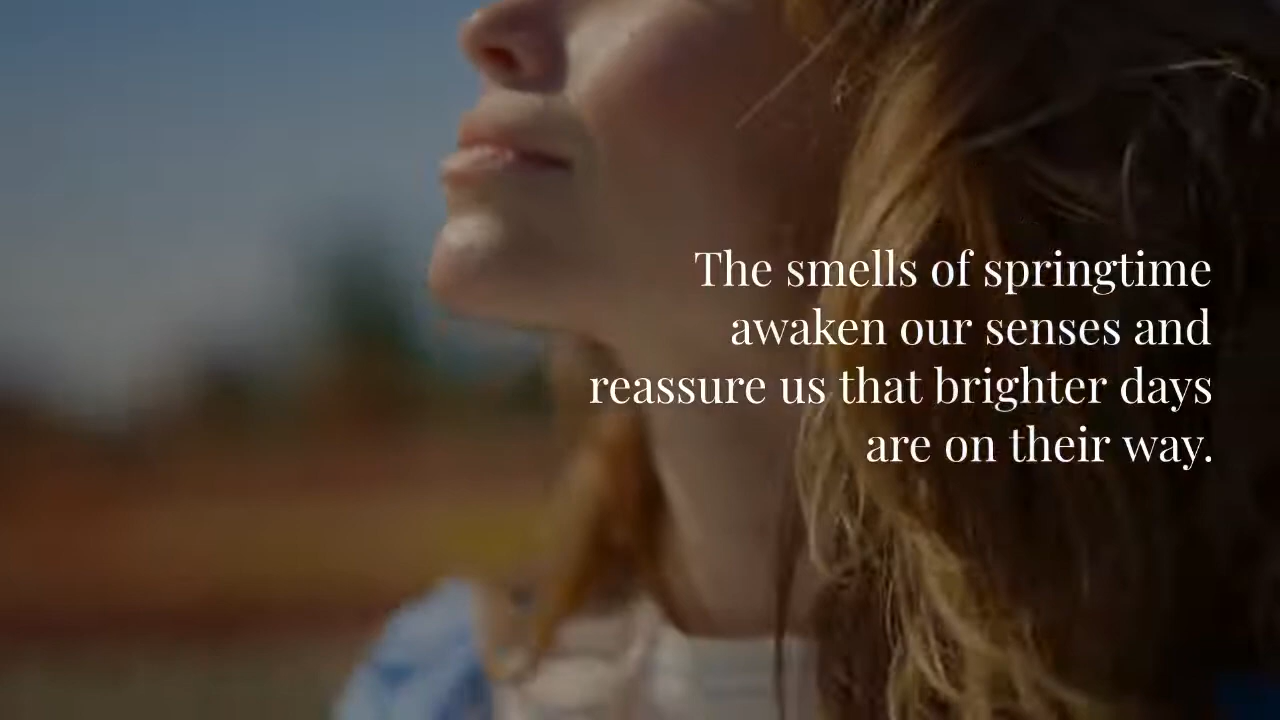 The smells of springtime
awaken our senses and
reassure us that brighter days
are on their way.